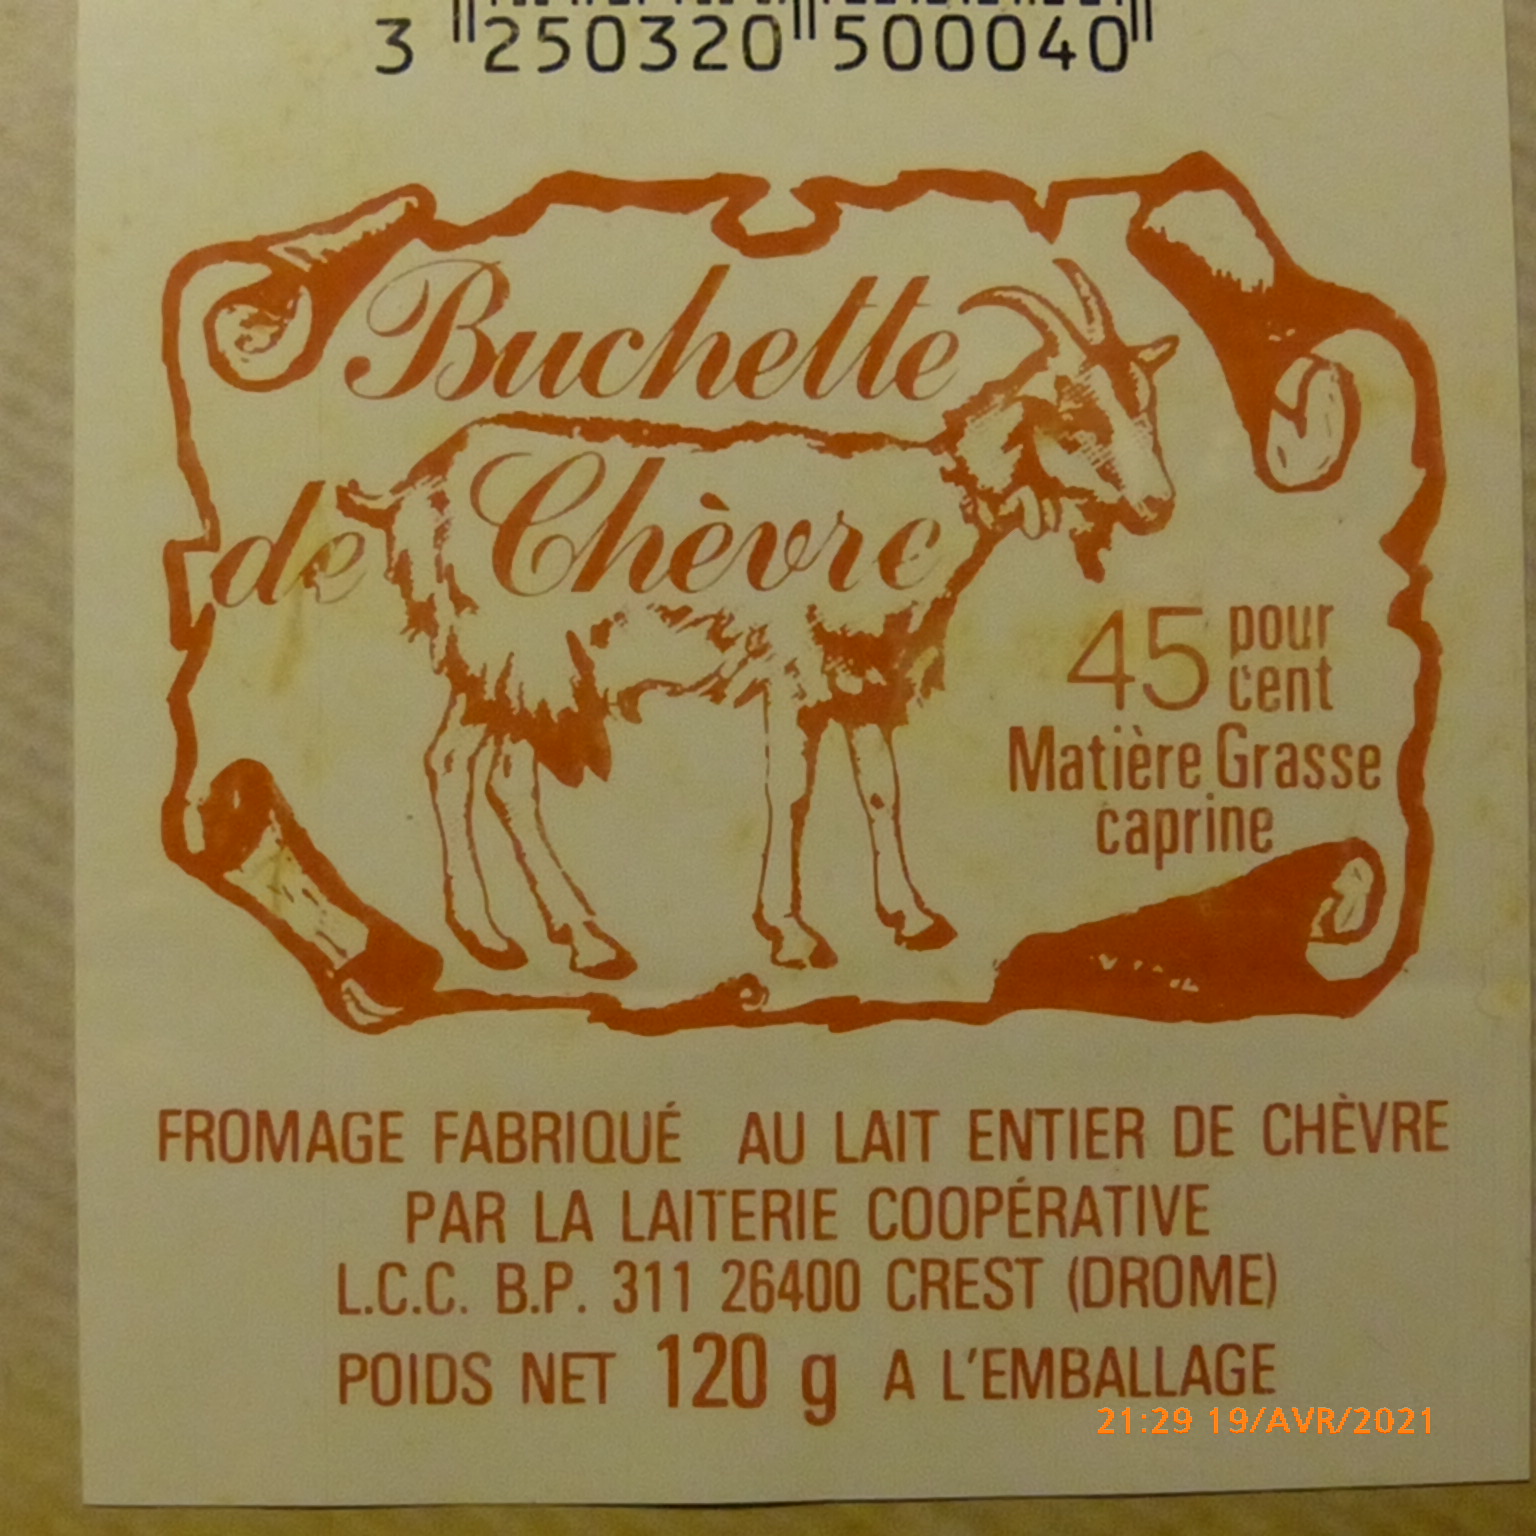 3 250320 500040
Buchette
de Chèvre
45 pour
cent
Matière Grasse
caprine
FROMAGE FABRIQUÉ AU LAIT ENTIER DE CHÈVRE
PAR LA LAITERIE COOPÉRATIVE
L.C.C. B.P. 311 26400 CREST (DROME)
POIDS NET 120 g A L'EMBALLAGE
21:29 19/AVR/2021